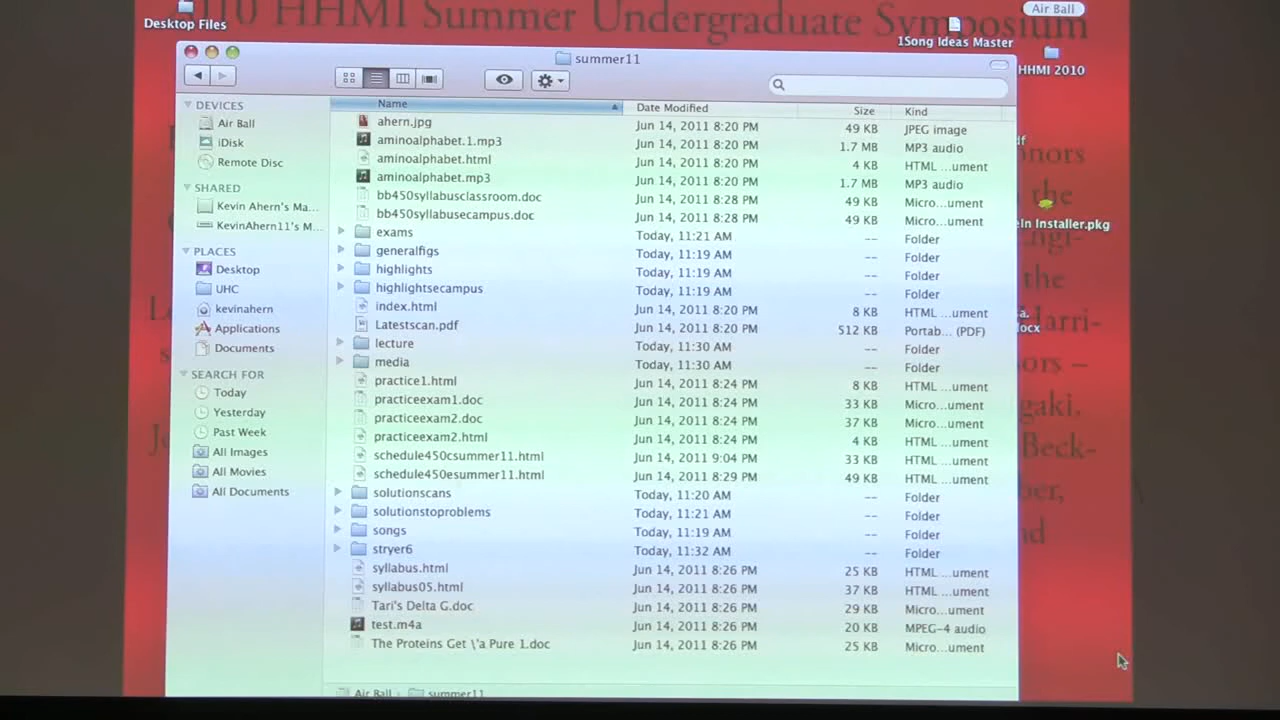 110 HHMI Summer Undergraduate Symposium
Desktop Files
Air Ball
1Song Ideas Master
HHMI 2010
summer11
DEVICES
Air Ball
iDisk
Remote Disc
SHARED
Kevin Ahern's Ma...
KevinAhern11's M...
PLACES
Desktop
UHC
kevinahern
Applications
Documents
SEARCH FOR
Today
Yesterday
Past Week
All Images
All Movies
All Documents
Name Date Modified Size Kind
ahern.jpg Jun 14, 2011 8:20 PM 49 KB JPEG image
aminoalphabet.1.mp3 Jun 14, 2011 8:20 PM 1.7 MB MP3 audio
aminoalphabet.html Jun 14, 2011 8:20 PM 4 KB HTML ...ument
aminoalphabet.mp3 Jun 14, 2011 8:20 PM 1.7 MB MP3 audio
bb450syllabusclassroom.doc Jun 14, 2011 8:28 PM 49 KB Micro...ument
bb450syllabusecampus.doc Jun 14, 2011 8:28 PM 49 KB Micro...ument
exams Today, 11:21 AM -- Folder
generalfigs Today, 11:19 AM -- Folder
highlights Today, 11:19 AM -- Folder
highlightsecampus Today, 11:19 AM -- Folder
index.html Jun 14, 2011 8:20 PM 8 KB HTML ...ument
Latestscan.pdf Jun 14, 2011 8:20 PM 512 KB Portab... (PDF)
lecture Today, 11:30 AM -- Folder
media Today, 11:30 AM -- Folder
practice1.html Jun 14, 2011 8:24 PM 8 KB HTML ...ument
practiceexam1.doc Jun 14, 2011 8:24 PM 33 KB Micro...ument
practiceexam2.doc Jun 14, 2011 8:24 PM 37 KB Micro...ument
practiceexam2.html Jun 14, 2011 8:24 PM 4 KB HTML ...ument
schedule450csummer11.html Jun 14, 2011 9:04 PM 33 KB HTML ...ument
schedule450esummer11.html Jun 14, 2011 8:29 PM 49 KB HTML ...ument
solutionscans Today, 11:20 AM -- Folder
solutionstoproblems Today, 11:21 AM -- Folder
songs Today, 11:19 AM -- Folder
stryer6 Today, 11:32 AM -- Folder
syllabus.html Jun 14, 2011 8:26 PM 25 KB HTML ...ument
syllabus05.html Jun 14, 2011 8:26 PM 37 KB HTML ...ument
Tari's Delta G.doc Jun 14, 2011 8:26 PM 29 KB Micro...ument
test.m4a Jun 14, 2011 8:26 PM 20 KB MPEG-4 audio
The Proteins Get \'a Pure 1.doc Jun 14, 2011 8:26 PM 25 KB Micro...ument
Air Ball summer11
df
onors
the
eIn Installer.pkg
ngi-
the
a.
ocx
Harri-
ors –
gaki,
Beck-
ber,
nd